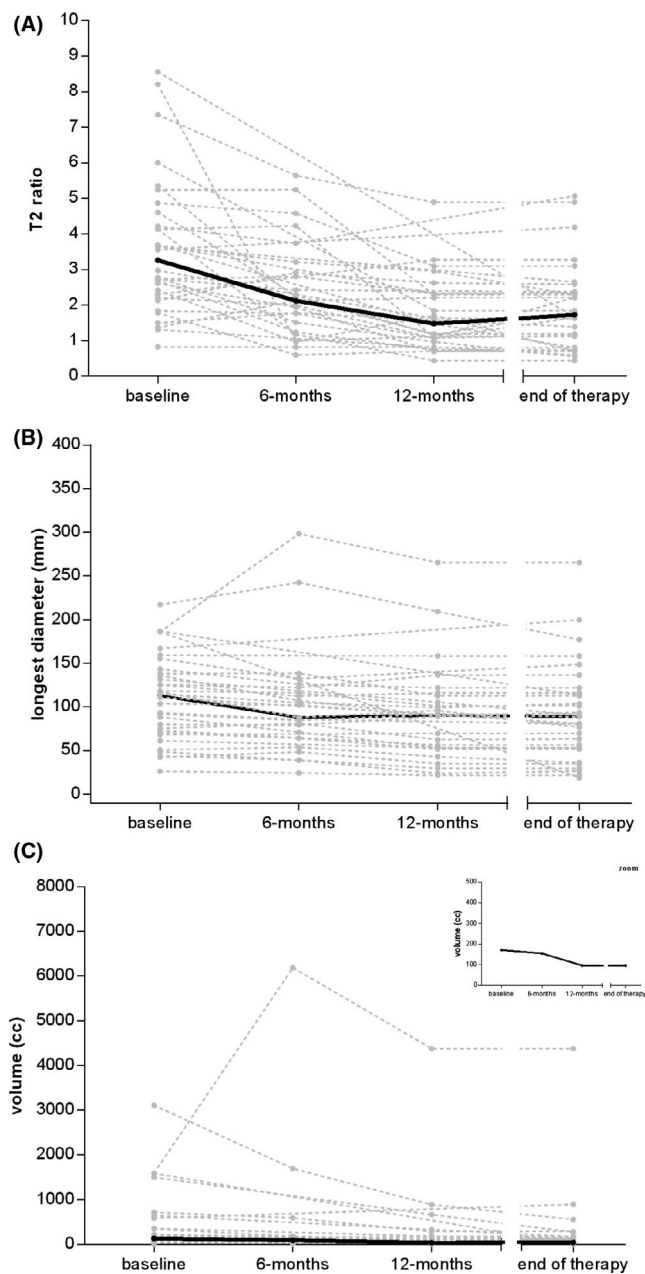 (A)
10
9
8
7
6
5
4
3
2
1
0
T2 ratio
baseline 6-months 12-months end of therapy
(B)
400
350
300
250
200
150
100
50
0
longest diameter (mm)
baseline 6-months 12-months end of therapy
(C)
8000
7000
6000
5000
4000
3000
2000
1000
0
volume (cc)
baseline 6-months 12-months end of therapy
zoom
500
400
300
200
100
0
volume (cc)
baseline 6-months 12-months end of therapy